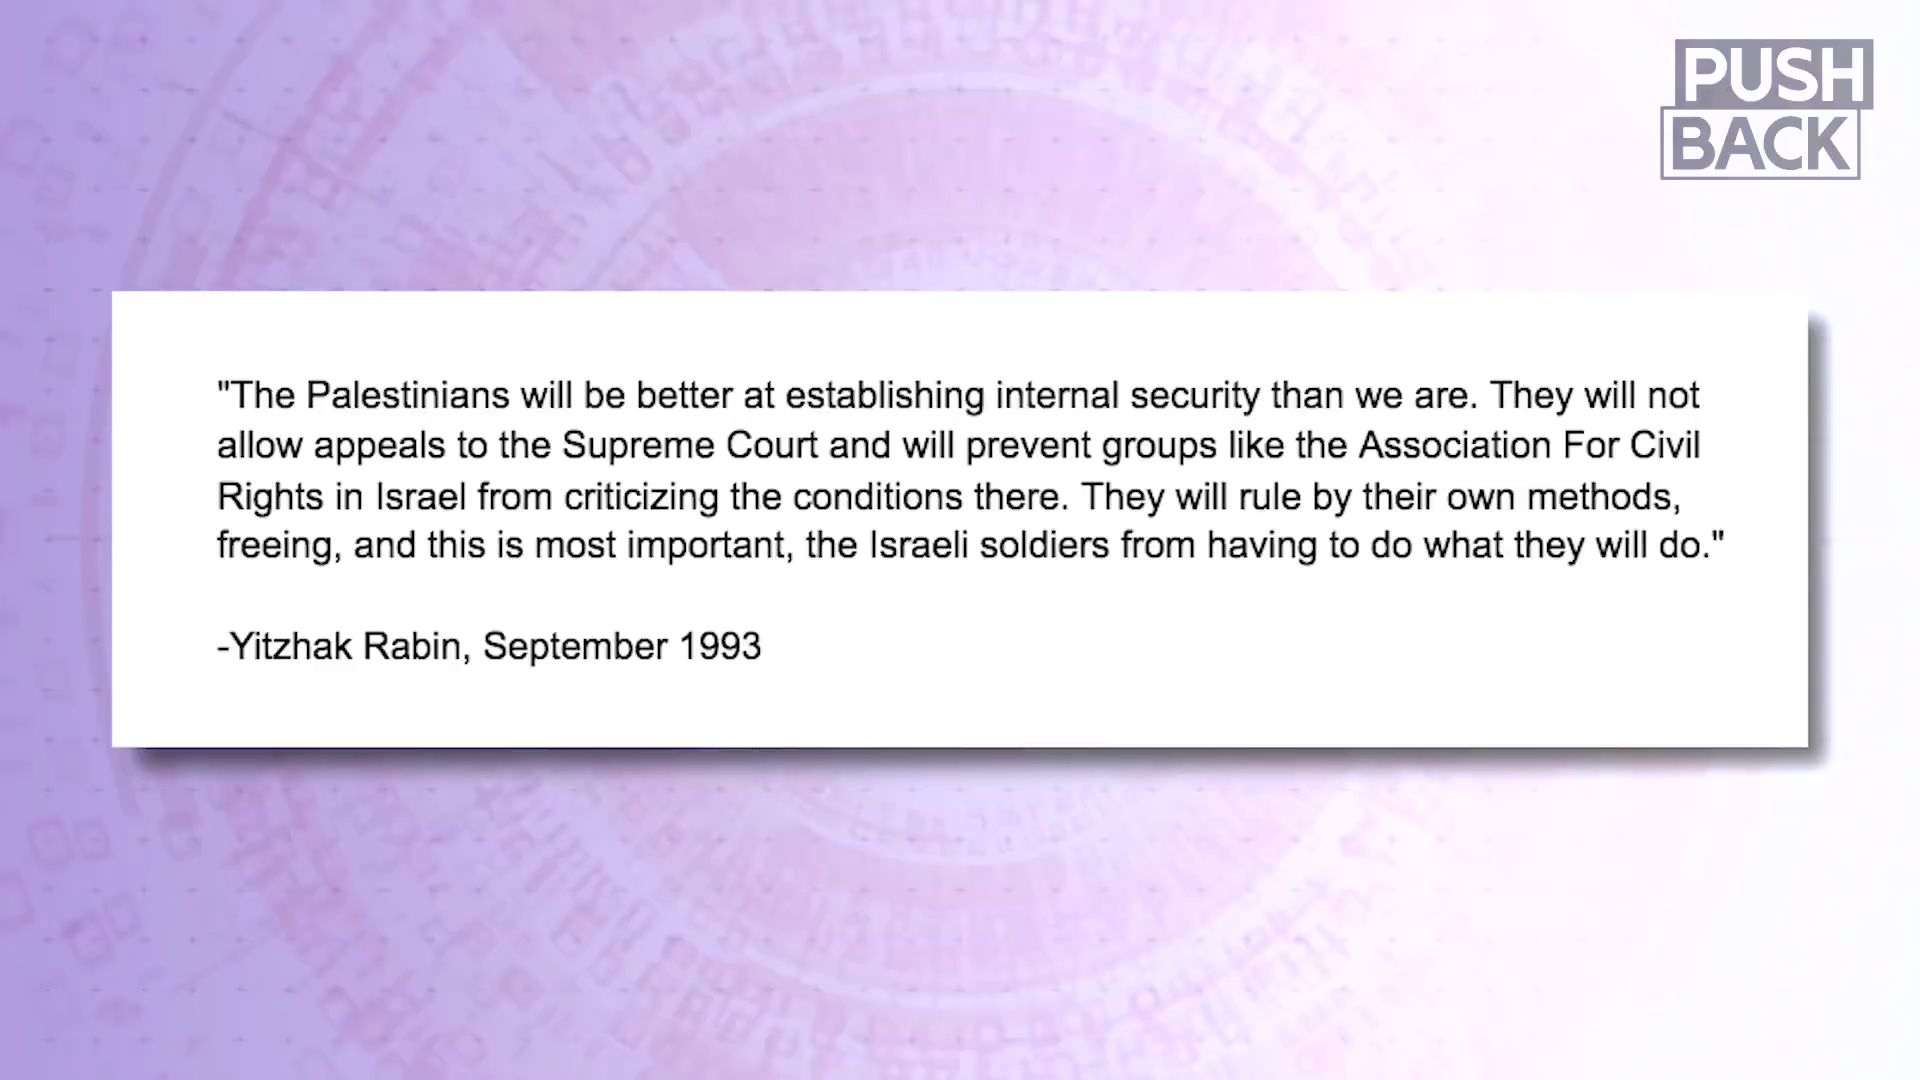 PUSH
BACK
"The Palestinians will be better at establishing internal security than we are. They will not
allow appeals to the Supreme Court and will prevent groups like the Association For Civil
Rights in Israel from criticizing the conditions there. They will rule by their own methods,
freeing, and this is most important, the Israeli soldiers from having to do what they will do."
-Yitzhak Rabin, September 1993